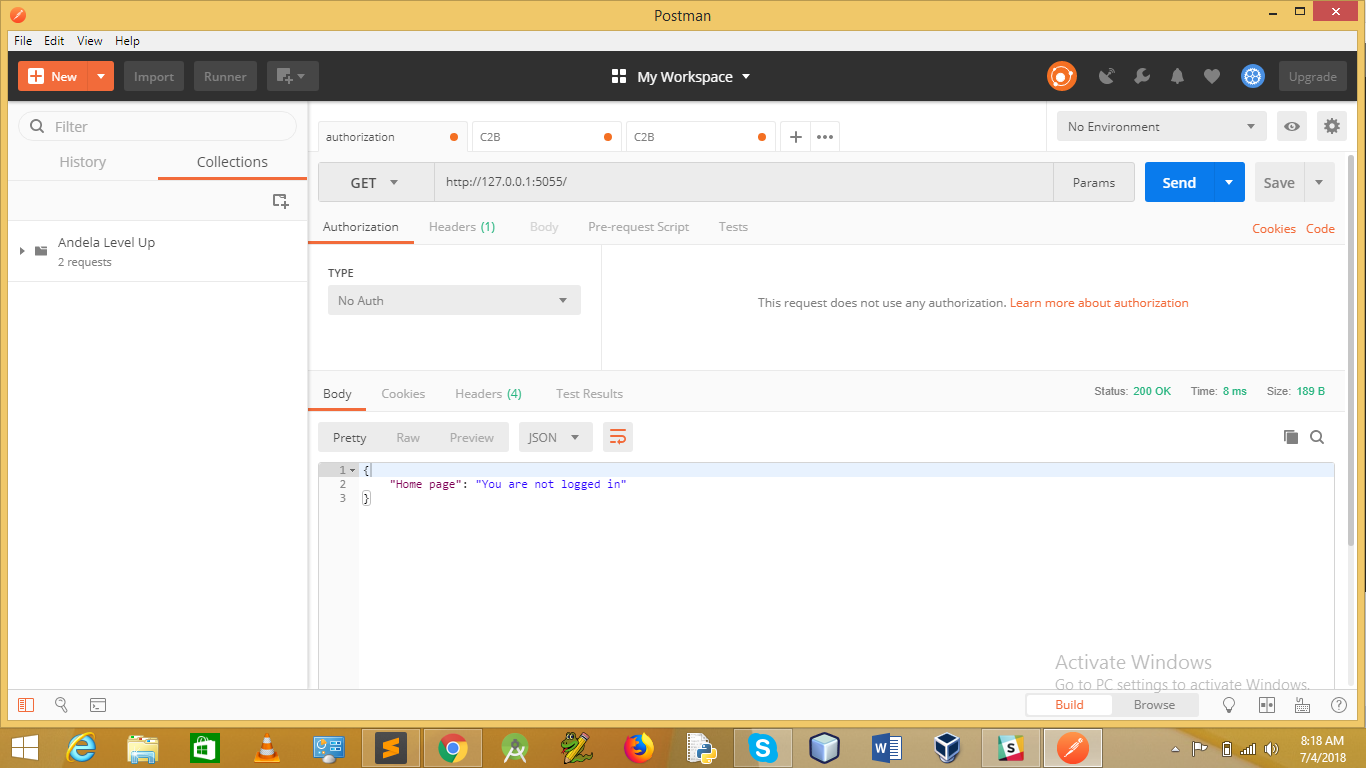 Postman
File Edit View Help
New Import Runner My Workspace Upgrade
Filter
History Collections
Andela Level Up
2 requests
authorization C2B C2B
No Environment
GET http://127.0.0.1:5055/ Params Send Save
Authorization Headers (1) Body Pre-request Script Tests Cookies Code
TYPE
No Auth
This request does not use any authorization. Learn more about authorization
Body Cookies Headers (4) Test Results Status: 200 OK Time: 8 ms Size: 189 B
Pretty Raw Preview JSON
1 {
2 "Home page": "You are not logged in"
3 }
Activate Windows
Go to PC settings to activate Windows.
Build Browse
8:18 AM
7/4/2018